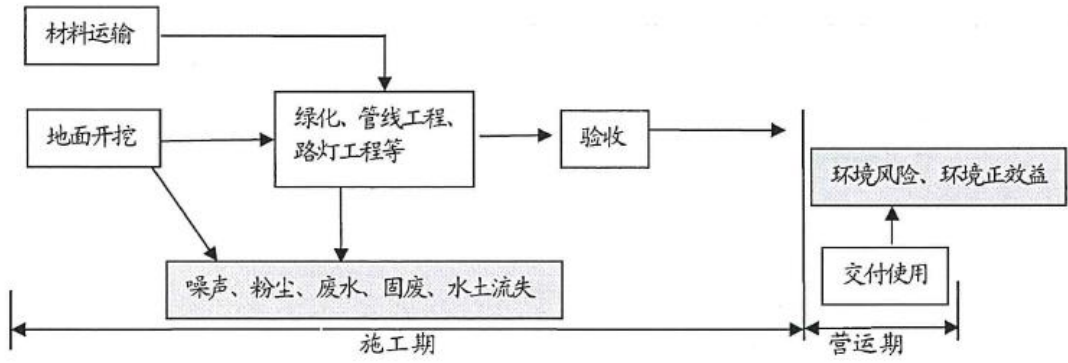 材料运输
地面开挖
绿化、管线工程、
路灯工程等
验收
环境风险、环境正效益
交付使用
噪声、粉尘、废水、固废、水土流失
施工期
营运期